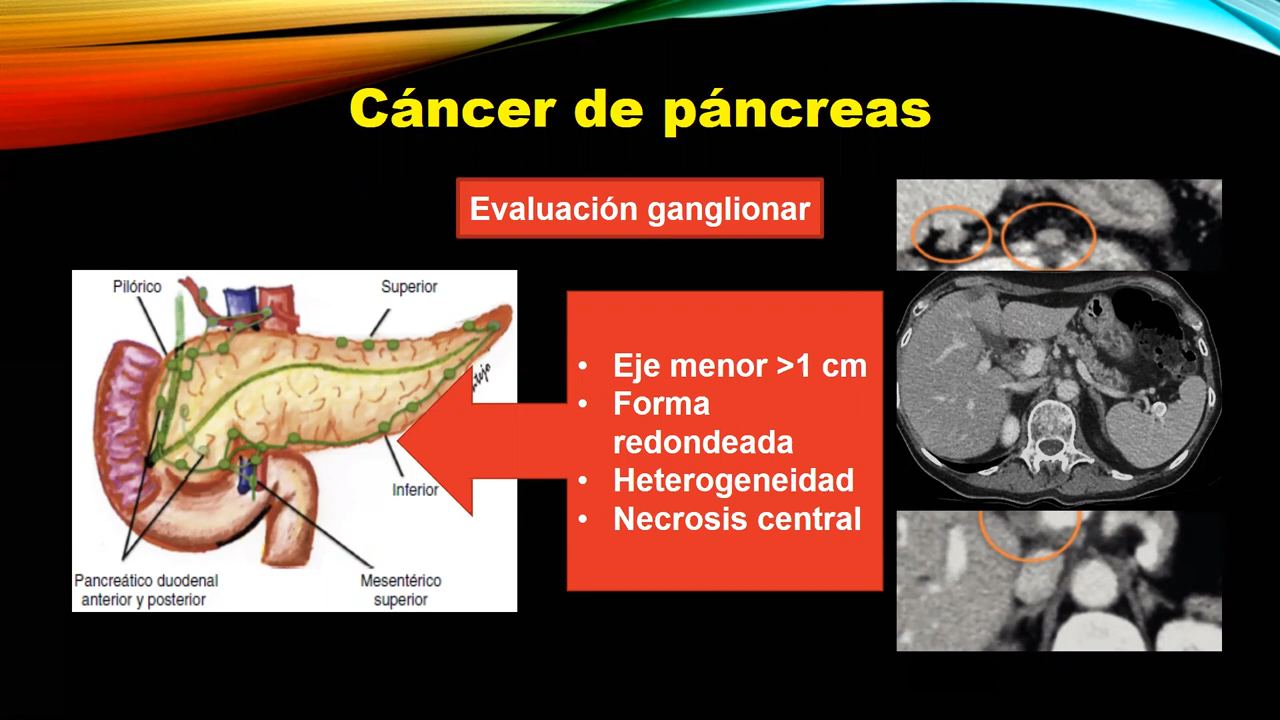 Cáncer de páncreas
Evaluación ganglionar
Pilórico
Superior
Inferior
Pancreático duodenal
anterior y posterior
Mesentérico
superior
• Eje menor >1 cm
• Forma
redondeada
• Heterogeneidad
• Necrosis central